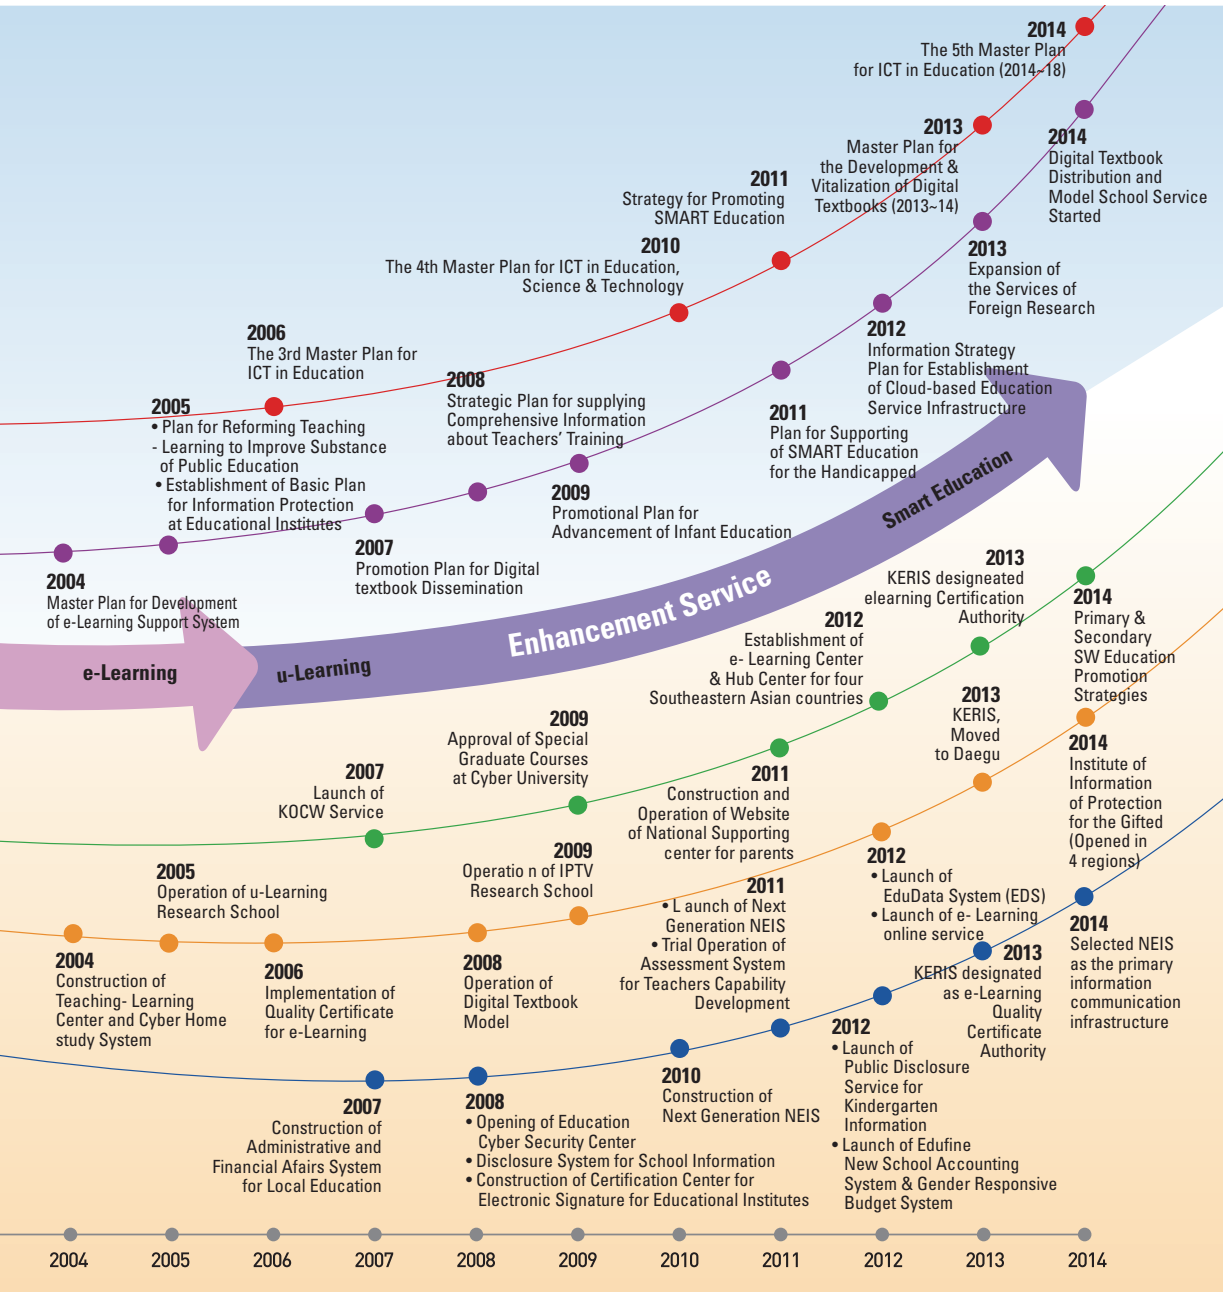 2014
The 5th Master Plan
for ICT in Education (2014~18)
2013
Master Plan for
the Development &
Vitalization of Digital
Textbooks (2013~14)
2011
Strategy for Promoting
SMART Education
2010
The 4th Master Plan for ICT in Education,
Science & Technology
2006
The 3rd Master Plan for
ICT in Education
2014
Digital Textbook
Distribution and
Model School Service
Started
2013
Expansion of
the Services of
Foreign Research
2012
Information Strategy
Plan for Establishment
of Cloud-based Education
Service Infrastructure
2011
Plan for Supporting
of SMART Education
for the Handicapped
2008
Strategic Plan for supplying
Comprehensive Information
about Teachers’ Training
2009
Promotional Plan for
Advancement of Infant Education
2005
• Plan for Reforming Teaching
- Learning to Improve Substance
of Public Education
• Establishment of Basic Plan
for Information Protection
at Educational Institutes
2007
Promotion Plan for Digital
textbook Dissemination
2004
Master Plan for Development
of e-Learning Support System
e-Learning
u-Learning
Enhancement Service
Smart Education
2013
KERIS designeated
elearning Certification
Authority
2014
Primary &
Secondary
SW Education
Promotion
Strategies
2012
Establishment of
e- Learning Center
& Hub Center for four
Southeastern Asian countries
2009
Approval of Special
Graduate Courses
at Cyber University
2007
Launch of
KOCW Service
2011
Construction and
Operation of Website
of National Supporting
center for parents
2013
KERIS,
Moved
to Daegu
2014
Institute of
Information
of Protection
for the Gifted
(Opened in
4 regions)
2005
Operation of u-Learning
Research School
2009
Operatio n of IPTV
Research School
2011
• L aunch of Next
Generation NEIS
• Trial Operation of
Assessment System
for Teachers Capability
Development
2012
• Launch of
EduData System (EDS)
• Launch of e- Learning
online service
2004
Construction of
Teaching- Learning
Center and Cyber Home
study System
2006
Implementation of
Quality Certificate
for e-Learning
2008
Operation of
Digital Textbook
Model
2013
KERIS designated
as e-Learning
Quality
Certificate
Authority
2014
Selected NEIS
as the primary
information
communication
infrastructure
2007
Construction of
Administrative and
Financial Afairs System
for Local Education
2008
• Opening of Education
Cyber Security Center
• Disclosure System for School Information
• Construction of Certification Center for
Electronic Signature for Educational Institutes
2010
Construction of
Next Generation NEIS
2012
• Launch of
Public Disclosure
Service for
Kindergarten
Information
• Launch of Edufine
New School Accounting
System & Gender Responsive
Budget System
2004 2005 2006 2007 2008 2009 2010 2011 2012 2013 2014